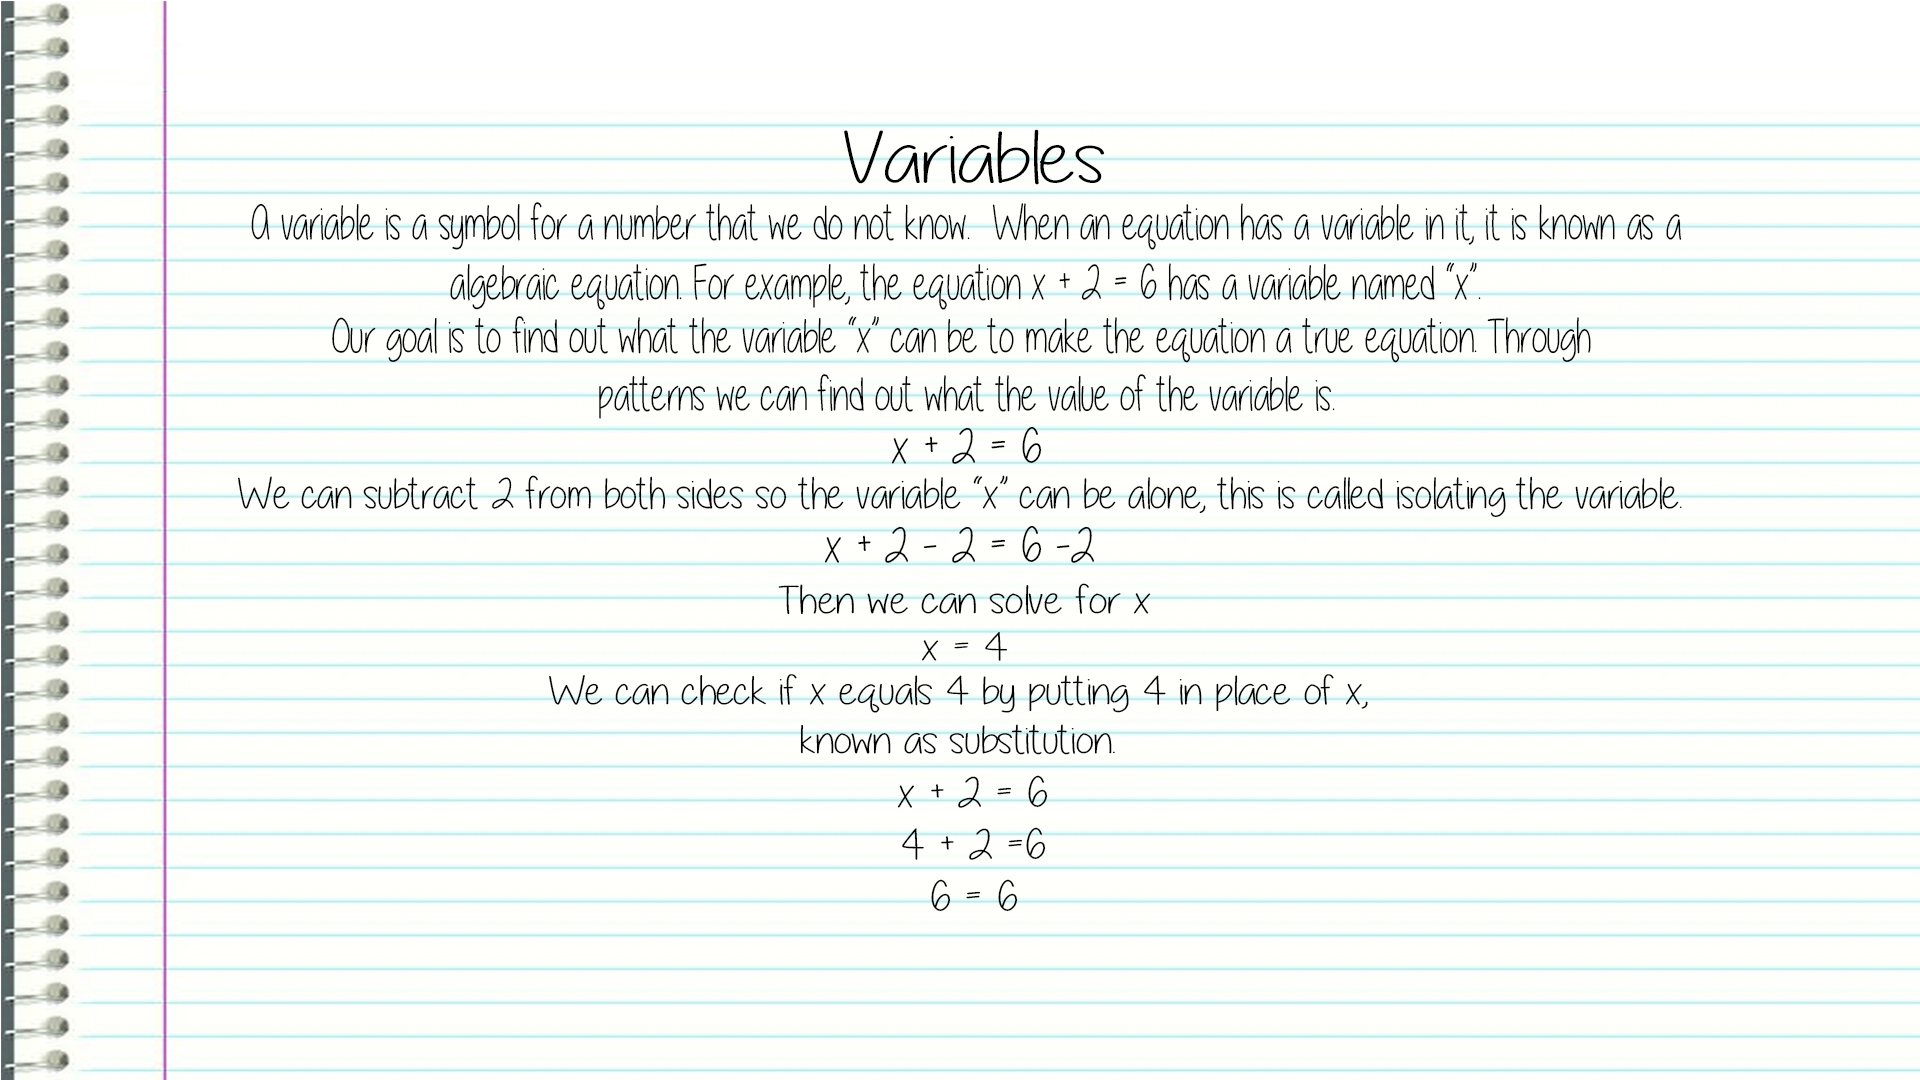 Variables
A variable is a symbol for a number that we do not know. When an equation has a variable in it, it is known as a
algebraic equation. For example, the equation x + 2 = 6 has a variable named "x".
Our goal is to find out what the variable "x" can be to make the equation a true equation. Through
patterns we can find out what the value of the variable is.
x + 2 = 6
We can subtract 2 from both sides so the variable "x" can be alone, this is called isolating the variable.
x + 2 - 2 = 6 -2
Then we can solve for x
x = 4
We can check if x equals 4 by putting 4 in place of x,
known as substitution.
x + 2 = 6
4 + 2 =6
6 = 6